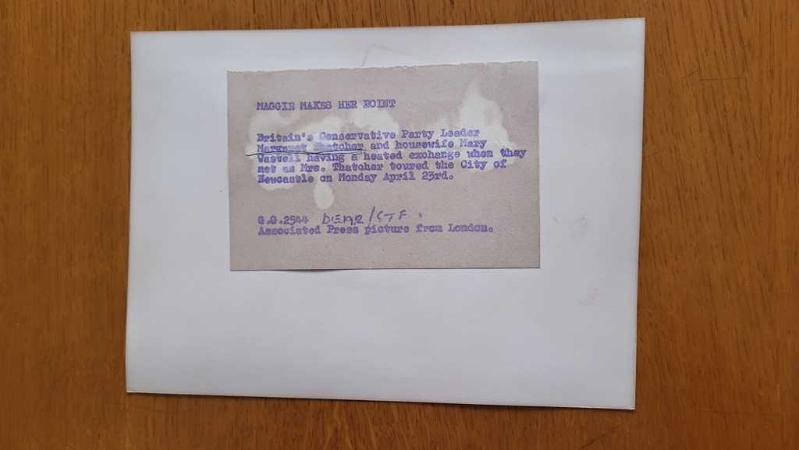 MAGGIE MAKES HER POINT
Britain's Conservative Party Leader
Margaret Thatcher and housewife Mary
having a heated exchange when they
met as Mrs. Thatcher toured the City of
Newcastle on Monday April 23rd.
G.G.2544 DEAR/STF.
Associated Press picture from London.